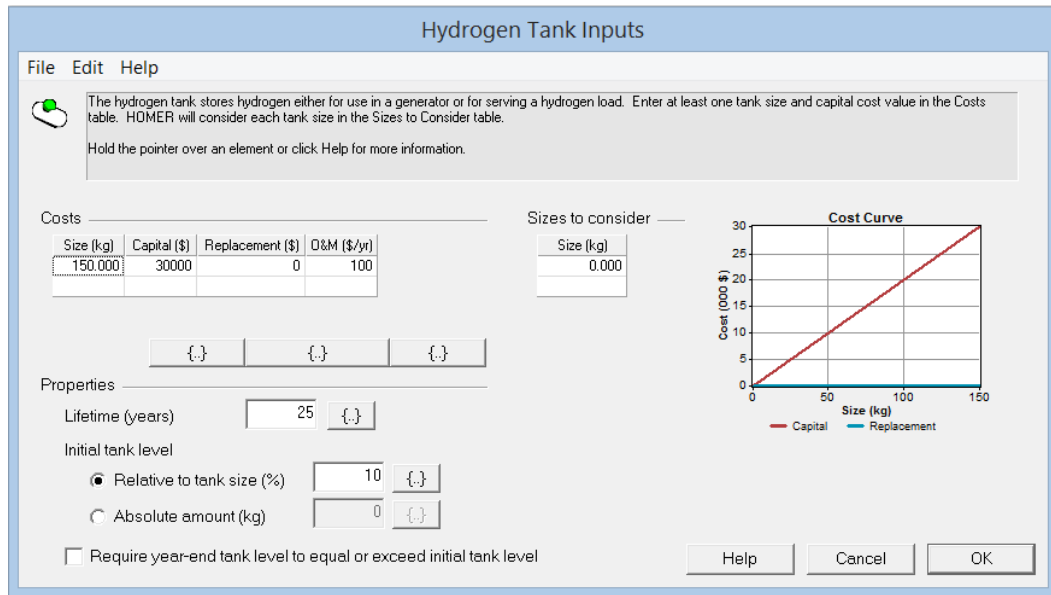 Hydrogen Tank Inputs
File Edit Help
The hydrogen tank stores hydrogen either for use in a generator or for serving a hydrogen load. Enter at least one tank size and capital cost value in the Costs
table. HOMER will consider each tank size in the Sizes to Consider table.
Hold the pointer over an element or click Help for more information.
Costs
Size (kg) Capital ($) Replacement ($) O&M ($/yr)
150.000 30000 0 100
{..} {..} {..}
Sizes to consider
Size (kg)
0.000
Cost Curve
30
25
20
15
10
5
0
Cost (000 $)
0 50 100 150
Size (kg)
Capital Replacement
Properties
Lifetime (years) 25 {..}
Initial tank level
Relative to tank size (%) 10 {..}
Absolute amount (kg) 0 {..}
Require year-end tank level to equal or exceed initial tank level
Help Cancel OK